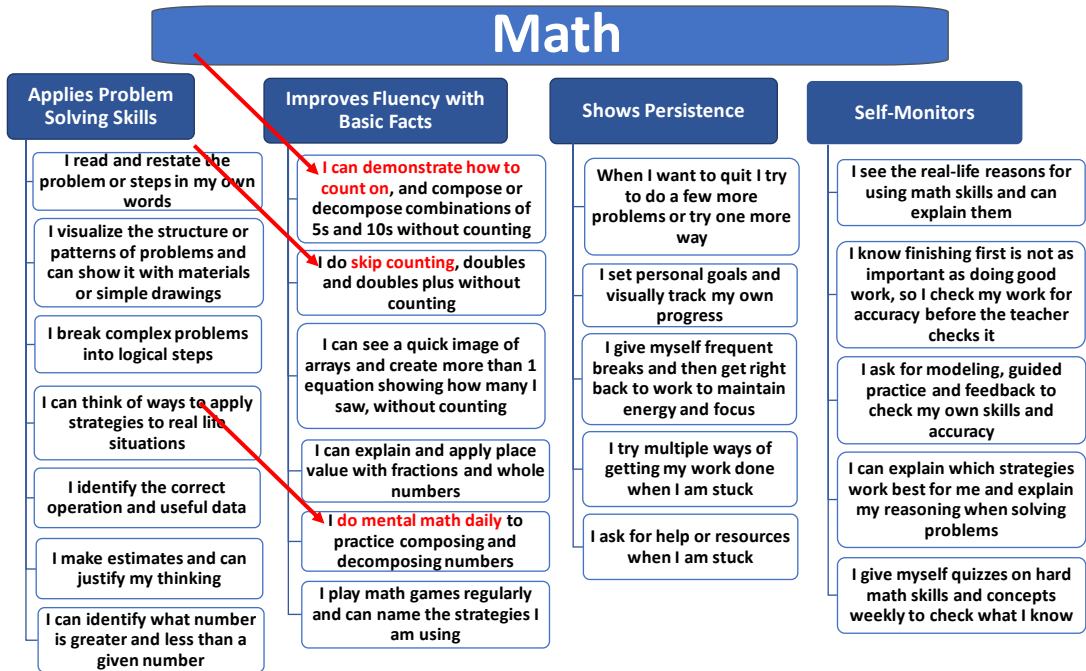 Math
Applies Problem
Solving Skills
I read and restate the
problem or steps in my own
words
I visualize the structure or
patterns of problems and
can show it with materials
or simple drawings
I break complex problems
into logical steps
I can think of ways to apply
strategies to real life
situations
I identify the correct
operation and useful data
I make estimates and can
justify my thinking
I can identify what number
is greater and less than a
given number
Improves Fluency with
Basic Facts
I can demonstrate how to
count on, and compose or
decompose combinations of
5s and 10s without counting
I do skip counting, doubles
and doubles plus without
counting
I can see a quick image of
arrays and create more than 1
equation showing how many I
saw, without counting
I can explain and apply place
value with fractions and whole
numbers
I do mental math daily to
practice composing and
decomposing numbers
I play math games regularly
and can name the strategies I
am using
Shows Persistence
When I want to quit I try
to do a few more
problems or try one more
way
I set personal goals and
visually track my own
progress
I give myself frequent
breaks and then get right
back to work to maintain
energy and focus
I try multiple ways of
getting my work done
when I am stuck
I ask for help or resources
when I am stuck
Self-Monitors
I see the real-life reasons for
using math skills and can
explain them
I know finishing first is not as
important as doing good
work, so I check my work for
accuracy before the teacher
checks it
I ask for modeling, guided
practice and feedback to
check my own skills and
accuracy
I can explain which strategies
work best for me and explain
my reasoning when solving
problems
I give myself quizzes on hard
math skills and concepts
weekly to check what I know